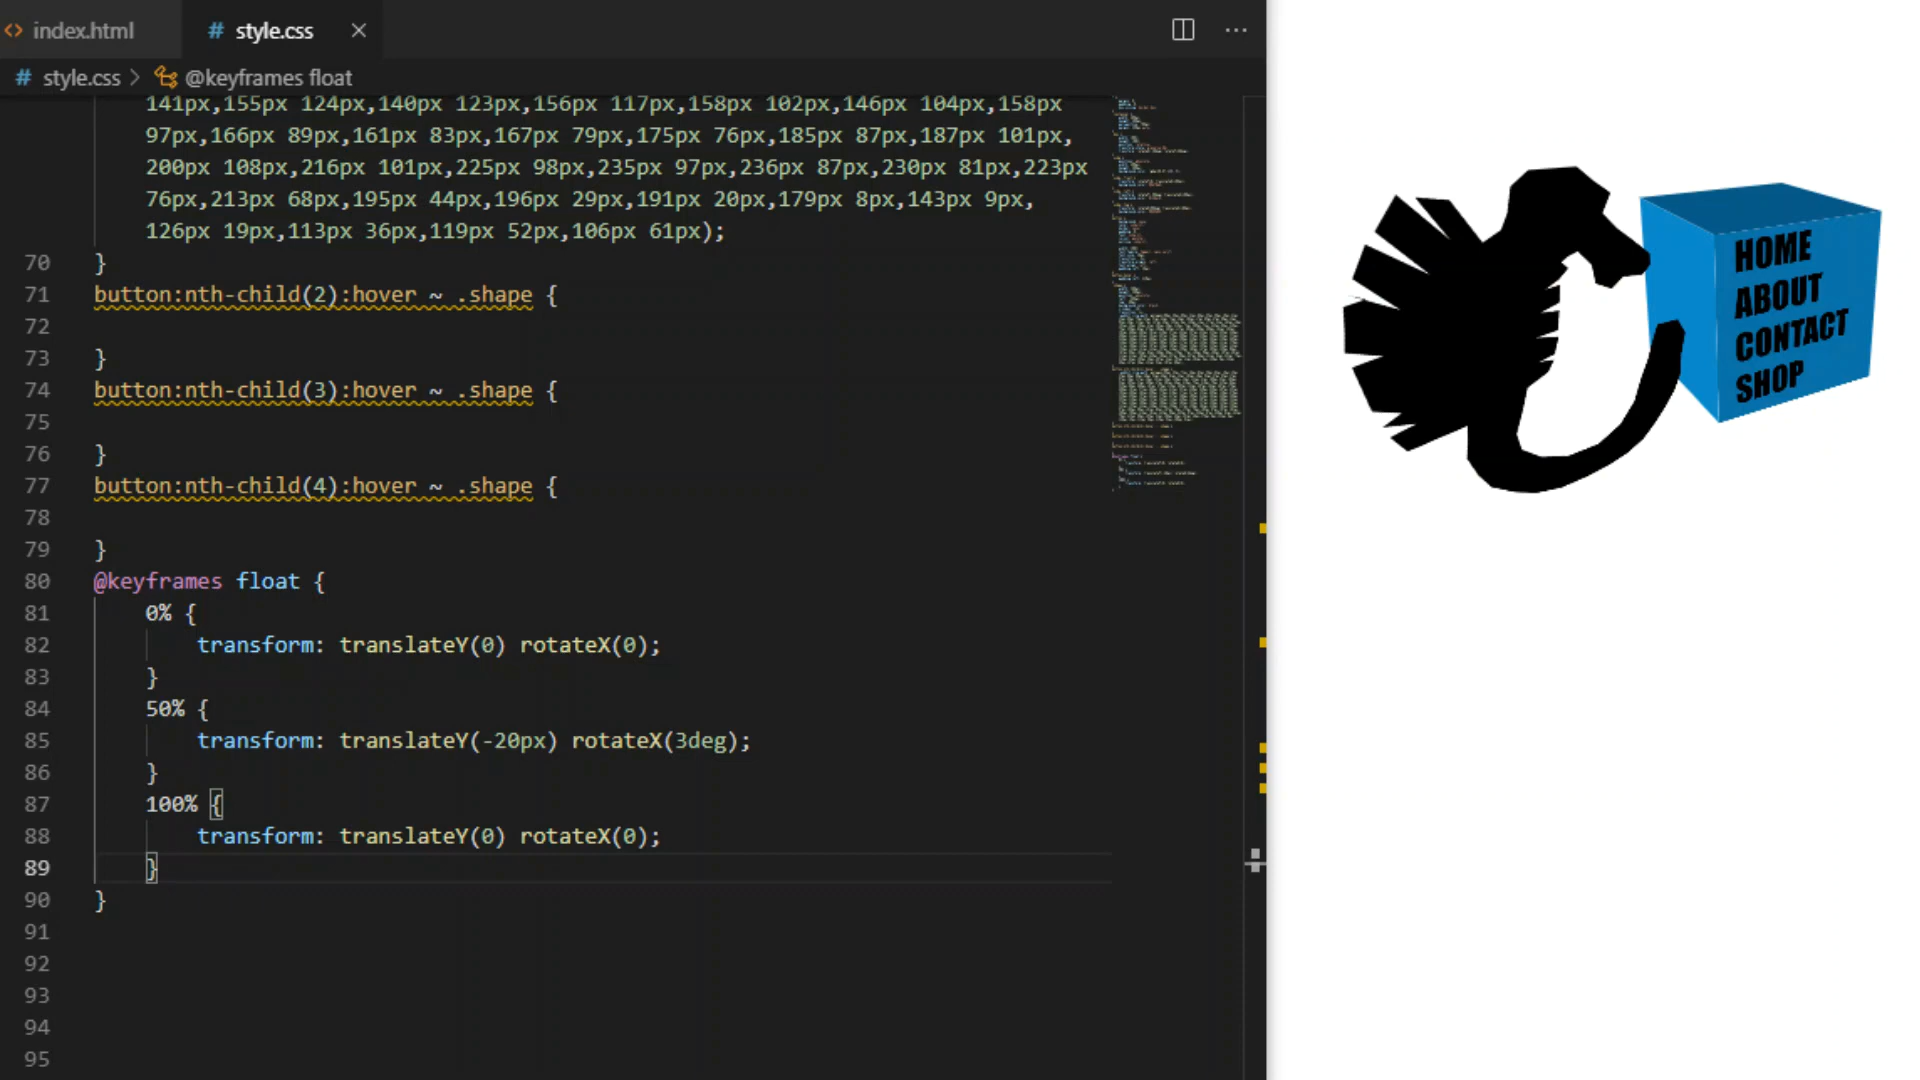 index.html
# style.css
# style.css > @keyframes float
141px,155px 124px,140px 123px,156px 117px,158px 102px,146px 104px,158px
97px,166px 89px,161px 83px,167px 79px,175px 76px,185px 87px,187px 101px,
200px 108px,216px 101px,225px 98px,235px 97px,236px 87px,230px 81px,223px
76px,213px 68px,195px 44px,196px 29px,191px 20px,179px 8px,143px 9px,
126px 19px,113px 36px,119px 52px,106px 61px);
70 }
71 button:nth-child(2):hover ~ .shape {
72
73 }
74 button:nth-child(3):hover ~ .shape {
75
76 }
77 button:nth-child(4):hover ~ .shape {
78
79 }
80 @keyframes float {
81 0% {
82 transform: translateY(0) rotateX(0);
83 }
84 50% {
85 transform: translateY(-20px) rotateX(3deg);
86 }
87 100% {
88 transform: translateY(0) rotateX(0);
89 }
90 }
91
92
93
94
95
HOME
ABOUT
CONTACT
SHOP